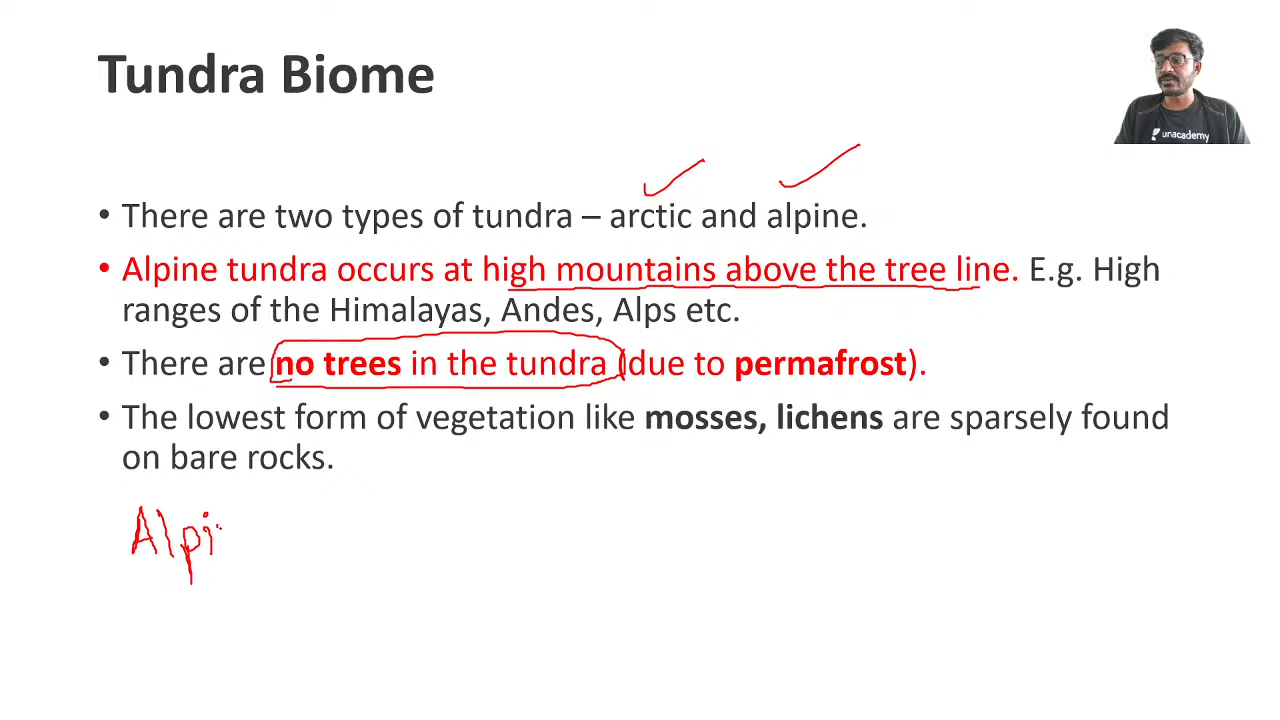 Tundra Biome
unacademy
• There are two types of tundra – arctic and alpine.
• Alpine tundra occurs at high mountains above the tree line. E.g. High
ranges of the Himalayas, Andes, Alps etc.
• There are no trees in the tundra (due to permafrost).
• The lowest form of vegetation like mosses, lichens are sparsely found
on bare rocks.
Alpi